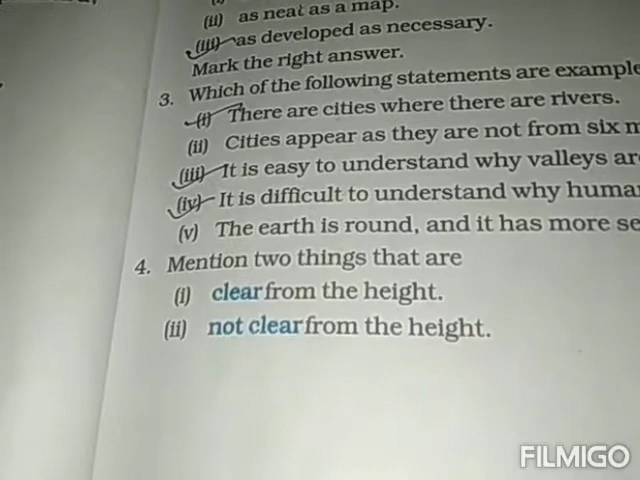 (ii) as neat as a map.
(iii) as developed as necessary.
Mark the right answer.
3. Which of the following statements are example
(i) There are cities where there are rivers.
(ii) Cities appear as they are not from six m
(iii) It is easy to understand why valleys are
(iv) It is difficult to understand why human
(v) The earth is round, and it has more se
4. Mention two things that are
(i) clear from the height.
(ii) not clear from the height.
FILMIGO